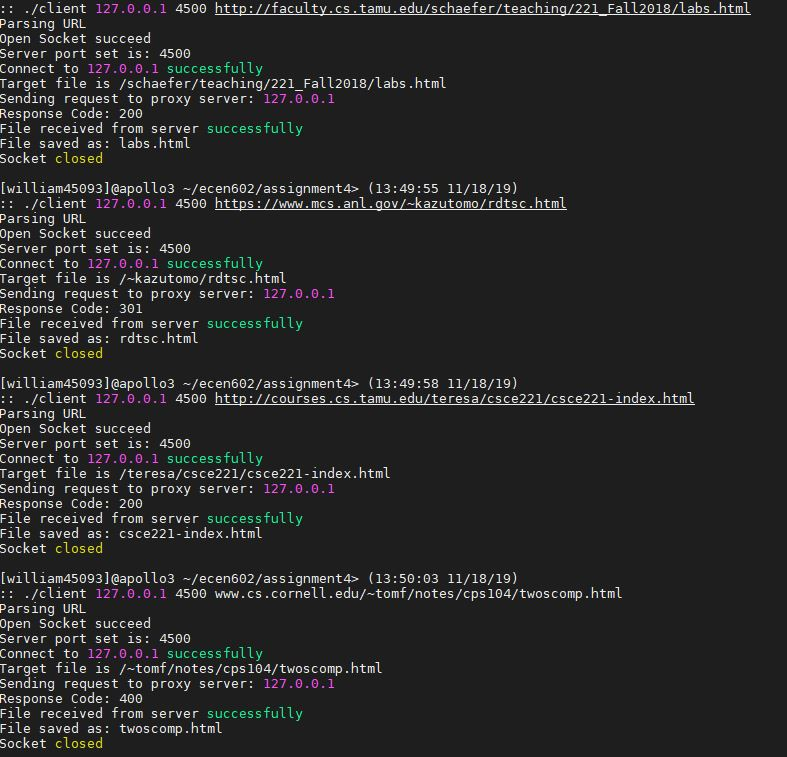 :: ./client 127.0.0.1 4500 http://faculty.cs.tamu.edu/schaefer/teaching/221_Fall2018/labs.html
Parsing URL
Open Socket succeed
Server port set is: 4500
Connect to 127.0.0.1 successfully
Target file is /schaefer/teaching/221_Fall2018/labs.html
Sending request to proxy server: 127.0.0.1
Response Code: 200
File received from server successfully
File saved as: labs.html
Socket closed
[william45093]@apollo3 ~/ecen602/assignment4> (13:49:55 11/18/19)
:: ./client 127.0.0.1 4500 https://www.mcs.anl.gov/~kazutomo/rdtsc.html
Parsing URL
Open Socket succeed
Server port set is: 4500
Connect to 127.0.0.1 successfully
Target file is /~kazutomo/rdtsc.html
Sending request to proxy server: 127.0.0.1
Response Code: 301
File received from server successfully
File saved as: rdtsc.html
Socket closed
[william45093]@apollo3 ~/ecen602/assignment4> (13:49:58 11/18/19)
:: ./client 127.0.0.1 4500 http://courses.cs.tamu.edu/teresa/csce221/csce221-index.html
Parsing URL
Open Socket succeed
Server port set is: 4500
Connect to 127.0.0.1 successfully
Target file is /teresa/csce221/csce221-index.html
Sending request to proxy server: 127.0.0.1
Response Code: 200
File received from server successfully
File saved as: csce221-index.html
Socket closed
[william45093]@apollo3 ~/ecen602/assignment4> (13:50:03 11/18/19)
:: ./client 127.0.0.1 4500 www.cs.cornell.edu/~tomf/notes/cps104/twoscomp.html
Parsing URL
Open Socket succeed
Server port set is: 4500
Connect to 127.0.0.1 successfully
Target file is /~tomf/notes/cps104/twoscomp.html
Sending request to proxy server: 127.0.0.1
Response Code: 400
File received from server successfully
File saved as: twoscomp.html
Socket closed